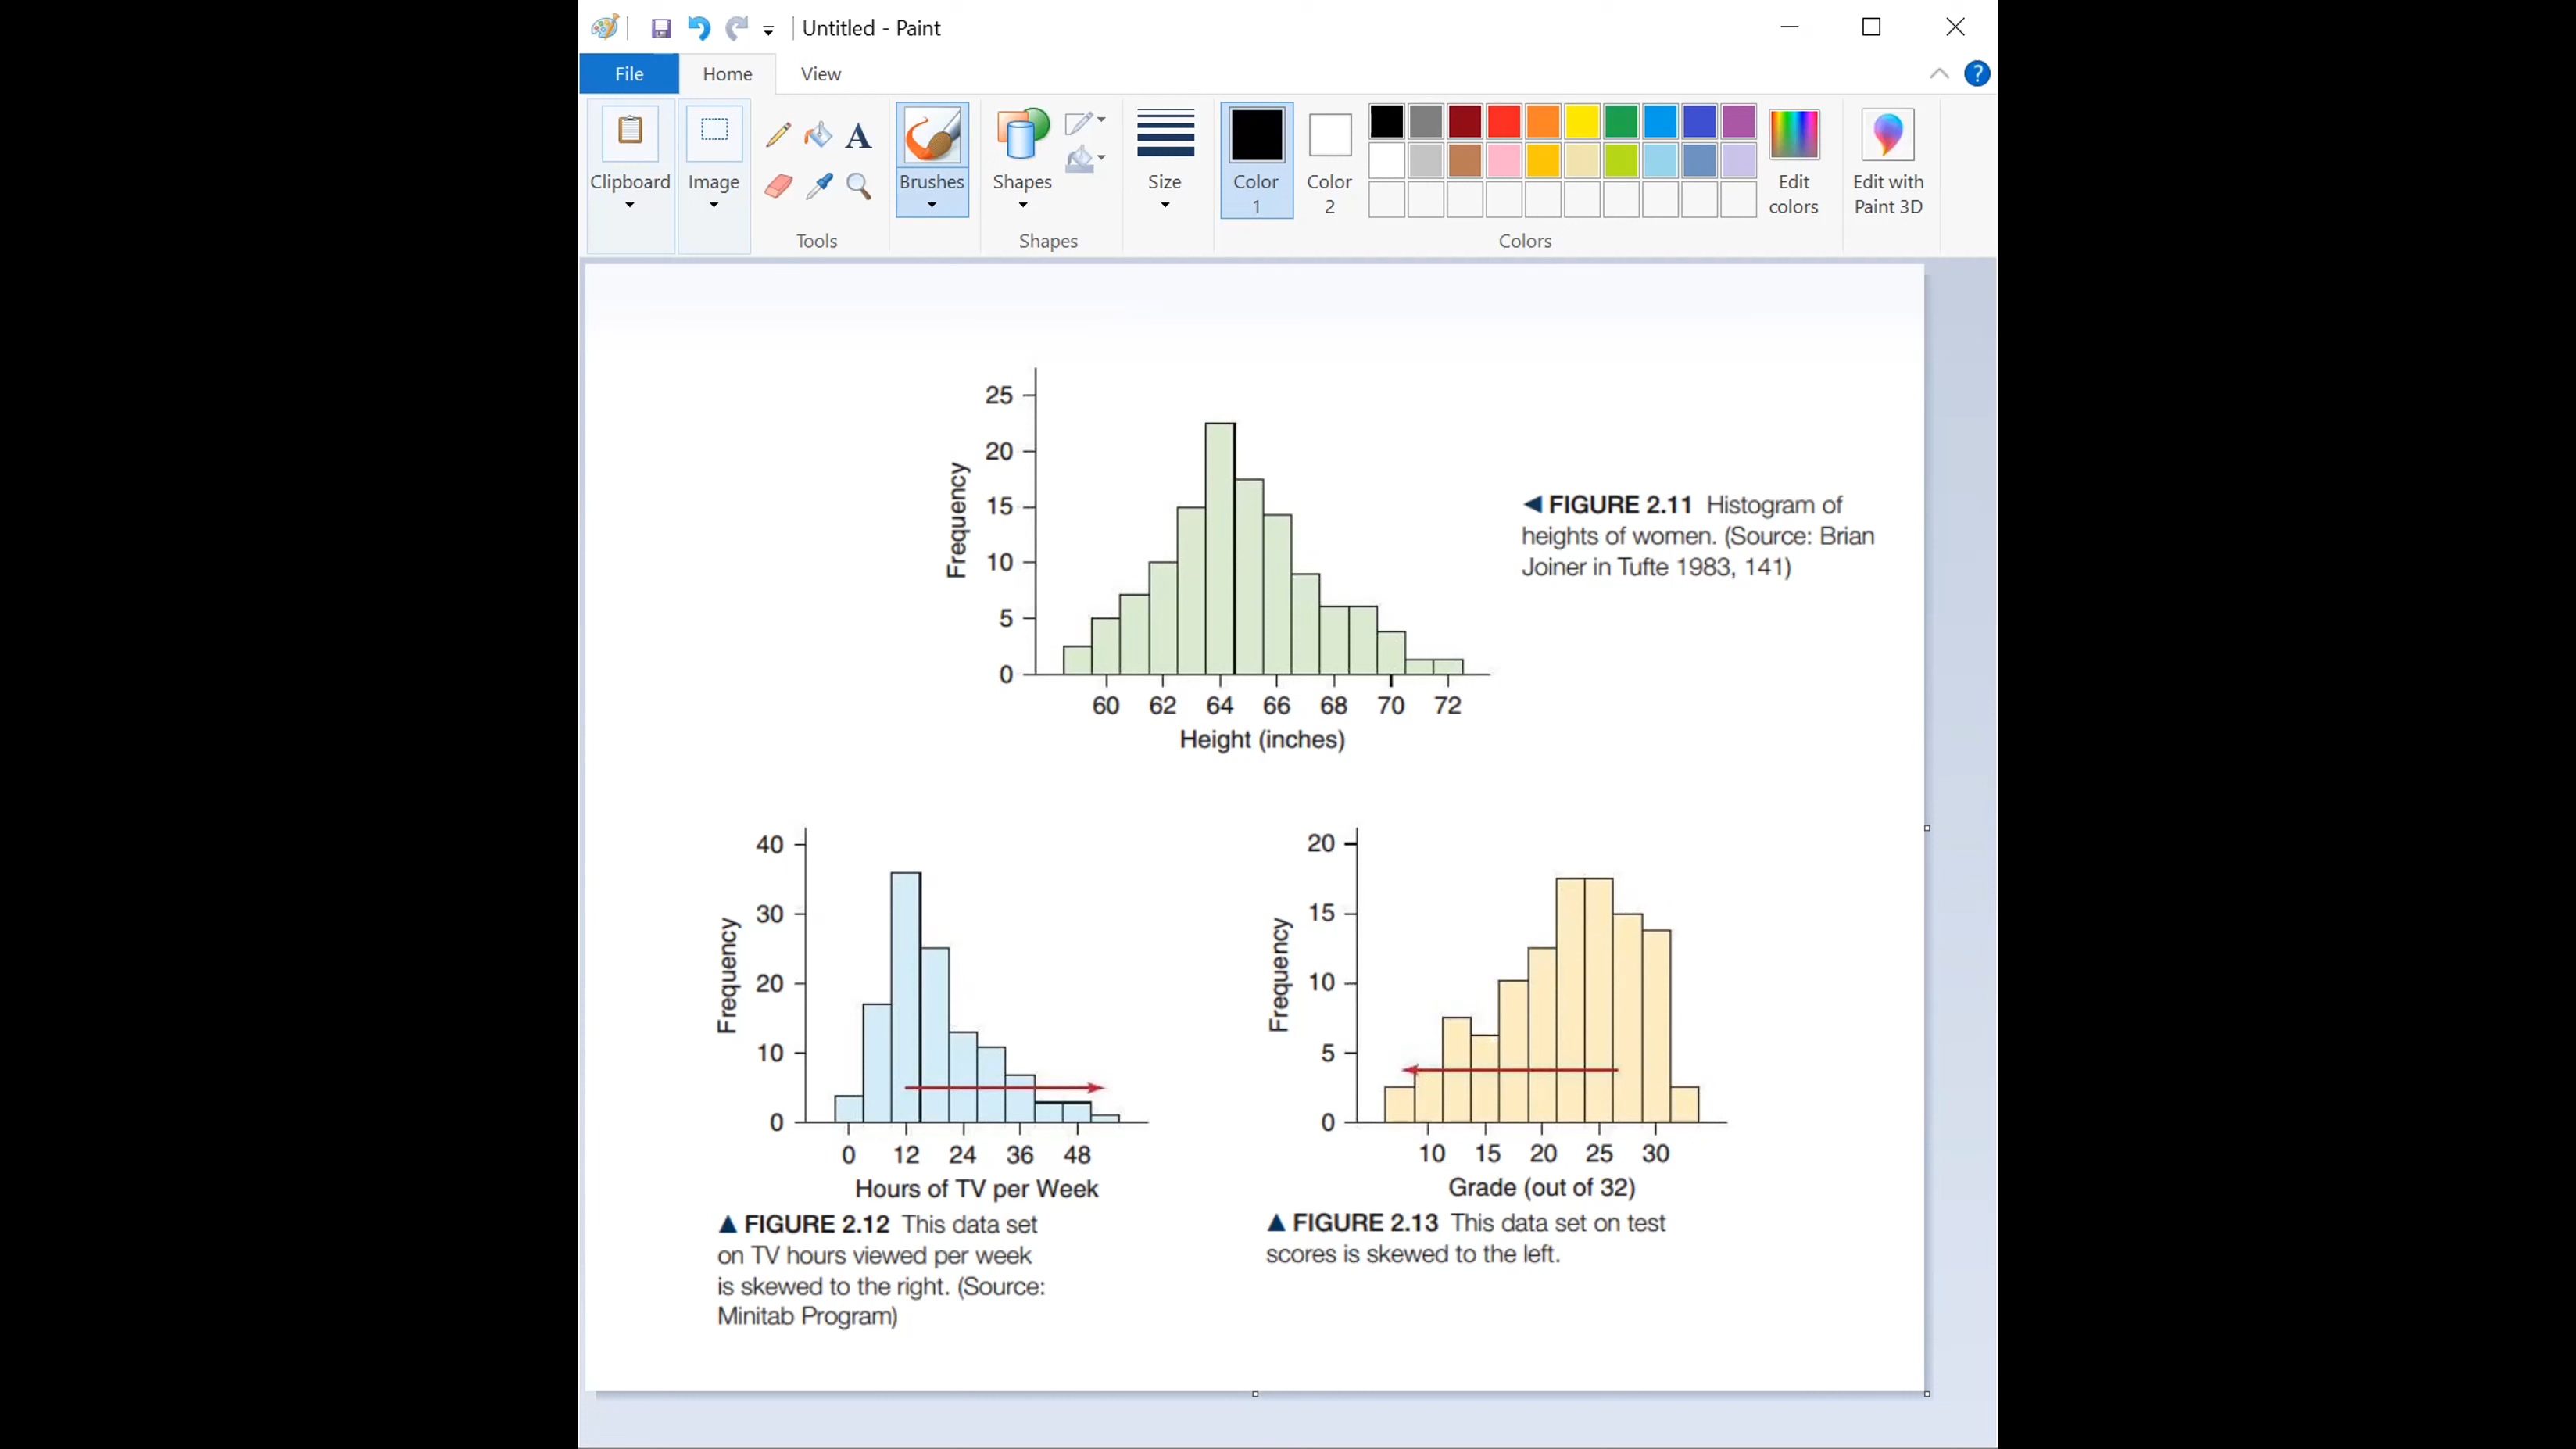 Untitled - Paint
File
Home
View
Clipboard
Image
A
Brushes
Shapes
Size
Color
1
Color
2
Edit
colors
Edit with
Paint 3D
?
Tools
Shapes
Colors
25
20
15
10
5
0
Frequency
60 62 64 66 68 70 72
Height (inches)
◀ FIGURE 2.11 Histogram of
heights of women. (Source: Brian
Joiner in Tufte 1983, 141)
40
30
20
10
0
Frequency
0 12 24 36 48
Hours of TV per Week
▲ FIGURE 2.12 This data set
on TV hours viewed per week
is skewed to the right. (Source:
Minitab Program)
20
15
10
5
0
Frequency
10 15 20 25 30
Grade (out of 32)
▲ FIGURE 2.13 This data set on test
scores is skewed to the left.